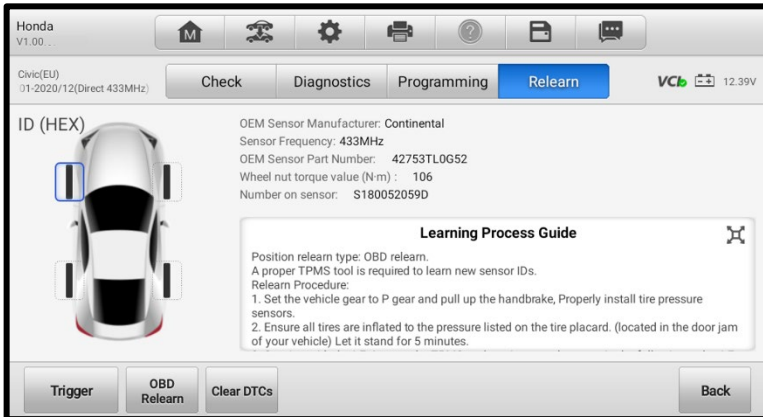 Honda
V1.00...
M
?
Civic(EU)
01-2020/12(Direct 433MHz)
Check
Diagnostics
Programming
Relearn
VCI
12.39V
ID (HEX)
OEM Sensor Manufacturer: Continental
Sensor Frequency: 433MHz
OEM Sensor Part Number: 42753TL0G52
Wheel nut torque value (N·m) : 106
Number on sensor: S180052059D
Learning Process Guide
Position relearn type: OBD relearn.
A proper TPMS tool is required to learn new sensor IDs.
Relearn Procedure:
1. Set the vehicle gear to P gear and pull up the handbrake, Properly install tire pressure
sensors.
2. Ensure all tires are inflated to the pressure listed on the tire placard. (located in the door jam
of your vehicle) Let it stand for 5 minutes.
Trigger
OBD
Relearn
Clear DTCs
Back